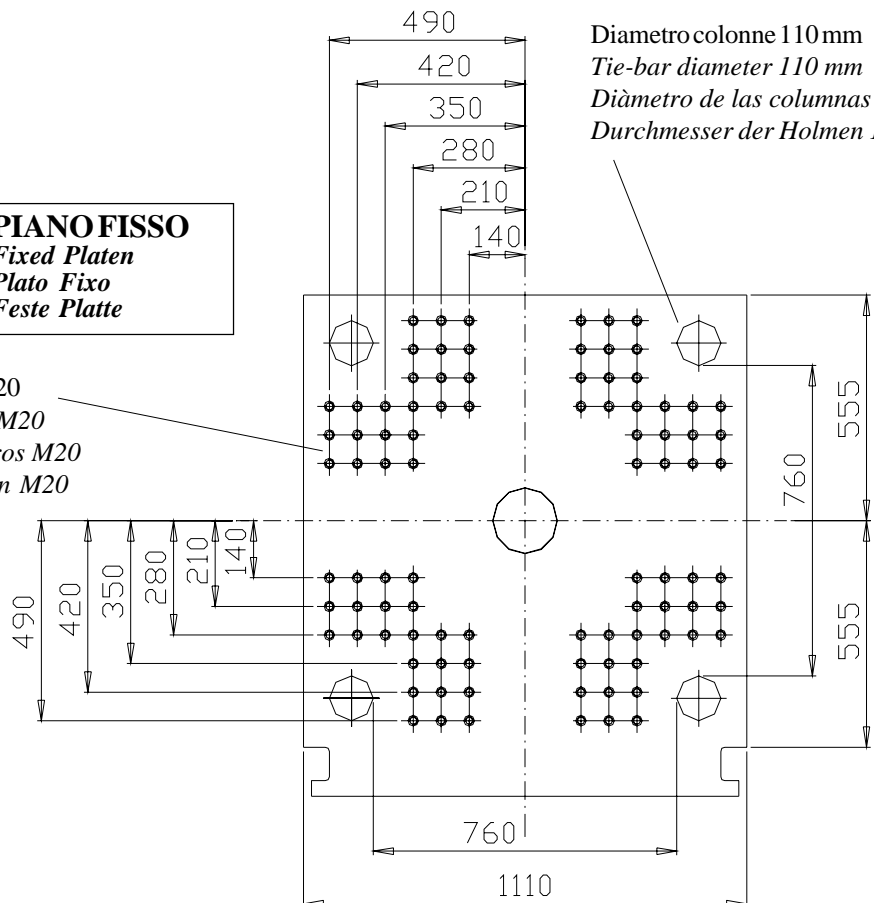 490
420
350
280
210
140
Diametro colonne 110 mm
Tie-bar diameter 110 mm
Diàmetro de las columnas
Durchmesser der Holmen
PIANO FISSO
Fixed Platen
Plato Fixo
Feste Platte
20
M20
ros M20
n M20
555
760
555
140
210
280
350
420
490
760
1110